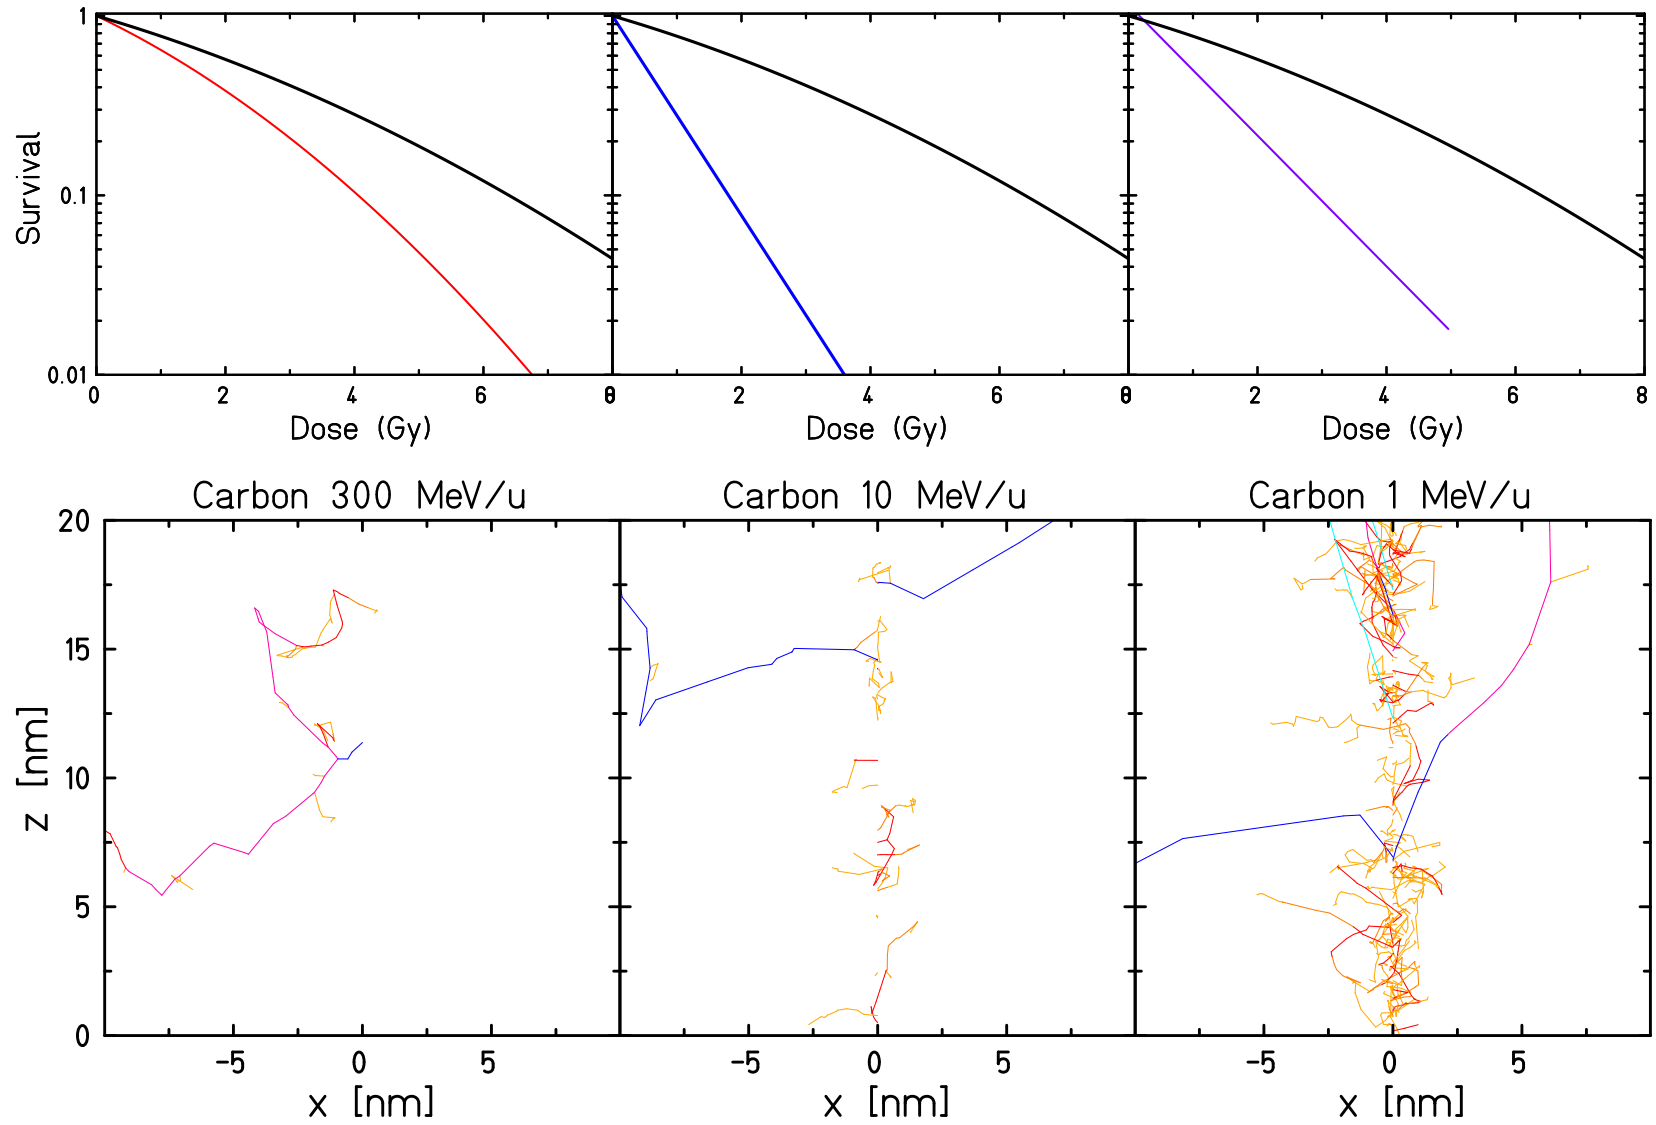 1
0.1
0.01
Survival
0 2 4 6 8
0 2 4 6 8
0 2 4 6 8
Dose (Gy) Dose (Gy) Dose (Gy)
Carbon 300 MeV/u Carbon 10 MeV/u Carbon 1 MeV/u
20
15
10
5
0
z [nm]
-5 0 5 -5 0 5 -5 0 5
x [nm] x [nm] x [nm]